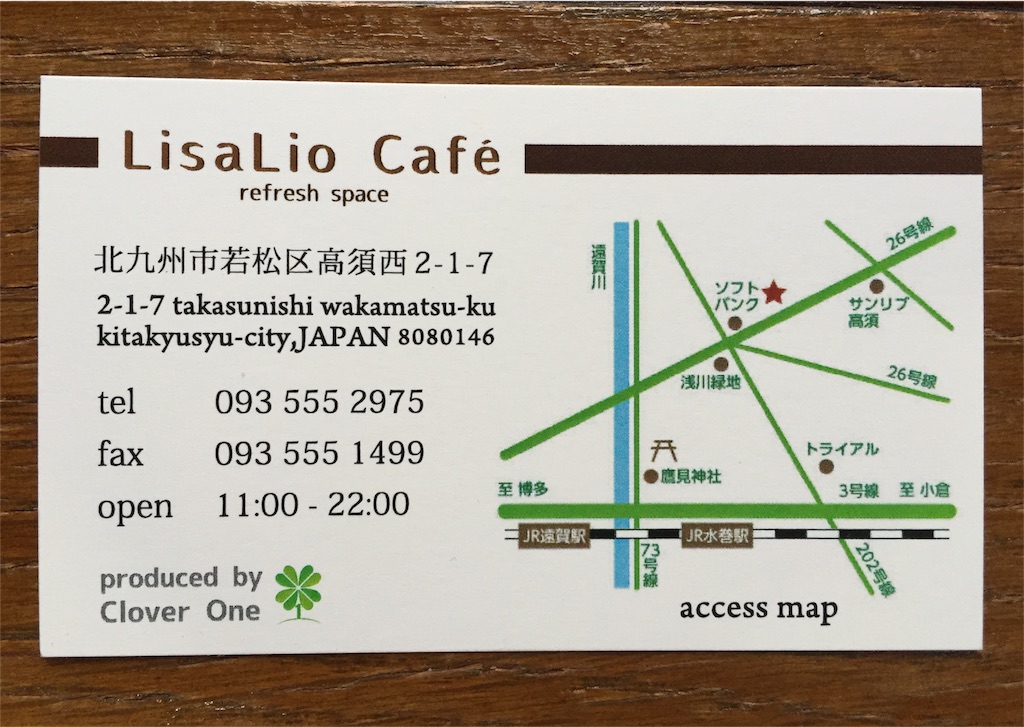 LisaLio Café
refresh space
北九州市若松区高須西 2-1-7
2-1-7 takasunishi wakamatsu-ku
kitakyusyu-city,JAPAN 8080146
tel 093 555 2975
fax 093 555 1499
open 11:00 - 22:00
produced by
Clover One
遠賀川
26号線
ソフト
バンク
サンリブ
高須
浅川緑地
26号線
トライアル
鷹見神社
至 博多
3号線
至 小倉
JR遠賀駅
JR水巻駅
73号線
202号線
access map